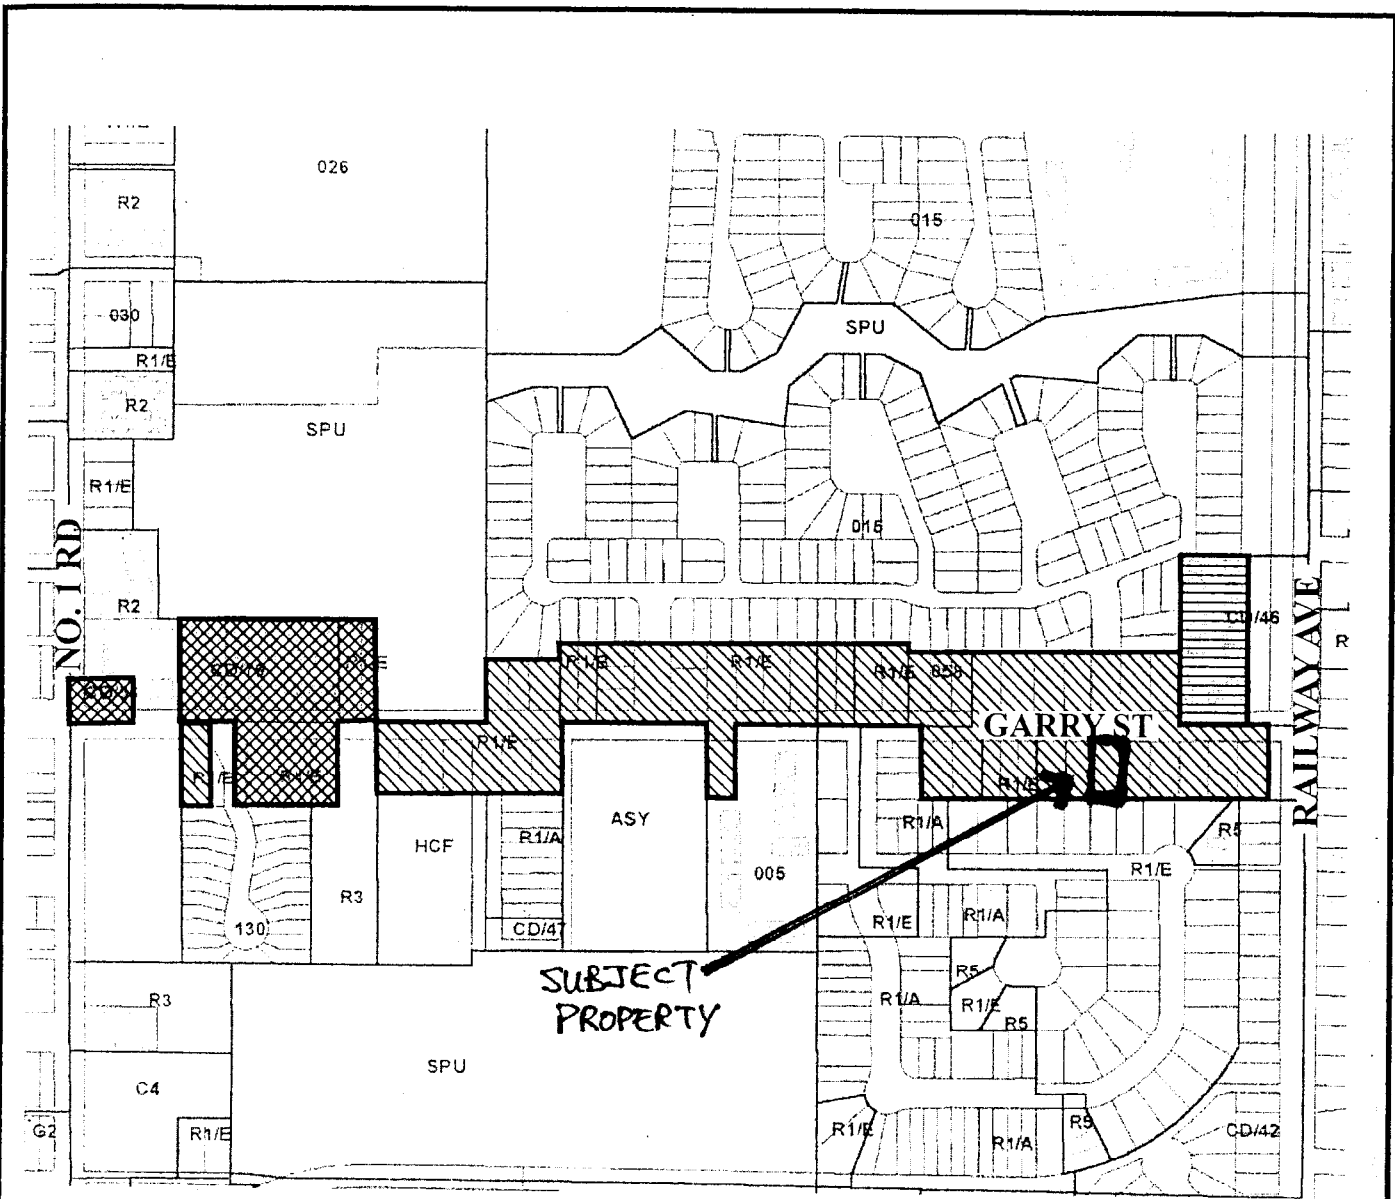 026
R2
015
030
SPU
R1/E
R2
SPU
R1/E
015
NO. 1 RD
R2
CD/46
RAILWAY AVE
R
R1/E
R1/E
R1/E
058
GARRY ST
R1/E
R1/E
R1/E
ASY
R1/A
R1/A
R5
HCF
005
R1/E
R3
R1/E
R1/A
130
CD/47
SUBJECT
PROPERTY
R5
R3
R1/A
R1/E
R5
SPU
C4
G2
R1/E
R1/E
R1/A
R5
CD/42